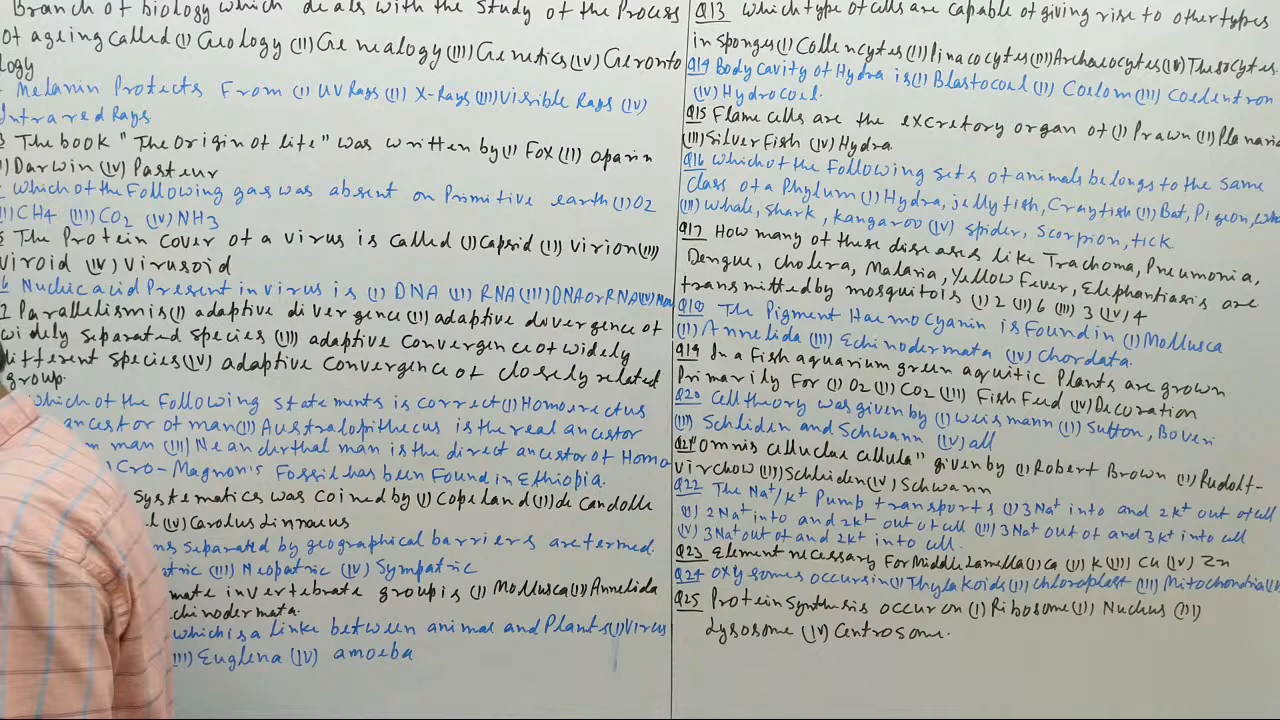 Branch of biology which deals with the study of the Process
of ageing called (I) Geology (II) Genealogy (III) Genetics (IV) Geronto
logy
Melanin Protects From (I) UV Rays (II) X-Rays (III) Visible Rays (IV)
Infrared Rays.
The book "The origin of life" was written by (I) Fox (II) oparin
Darwin (IV) Pasteur
which of the Following gas was absent on Primitive earth (I) O2
CH4 (III) CO2 (IV) NH3
The Protein cover of a virus is called (I) Capsid (II) Virion (III)
Viroid (IV) Virusoid
6 Nucleic acid Present in virus is (I) DNA (II) RNA (III) DNA or RNA (IV)
7 Parallelism is (I) adaptive divergence (II) adaptive divergence of
widely separated species (III) adaptive convergence of widely
different species (IV) adaptive convergence of closely related
group.
which of the Following statements is correct (I) Homo erectus
ancestor of man (II) Australopithecus is the real ancestor
man (III) Neanderthal man is the direct ancestor of Homo
Cro-Magnon's Fossil has been Found in Ethiopia.
Systematics was coined by (I) Copeland (II) de Candolle
(IV) Carolus Linnaeus
separated by geographical barriers are termed.
(III) Neopatric (IV) Sympatric
invertebrate group is (I) Mollusca (II) Annelida
which is a linke between animal and Plants (I) Virus
(III) Euglena (IV) amoeba
Q13 which type of cells are capable of giving rise to other types
in sponges (I) Collencytes (II) Pinacocytes (III) Archaeocytes (IV) Thesocytes.
Q14 Body cavity of Hydra is (I) Blastocoel (II) Coelom (III) Coelentron
(IV) Hydrocoel.
Q15 Flame cells are the excretory organ of (I) Prawn (II) Planaria
(III) Silver Fish (IV) Hydra
Q16 which of the Following sets of animals belongs to the same
class of a Phylum (I) Hydra, jelly fish, Crayfish (II) Bat, Pigeon,
(III) whale, shark, kangaroo (IV) spider, scorpion, tick.
Q17 How many of these diseases like Trachoma, Pneumonia,
Dengue, cholera, Malaria, Yellow Fever, Elephantiasis are
transmitted by mosquito is (I) 2 (II) 6 (III) 3 (IV) 4
Q18 The Pigment Haemocyanin is Found in (I) Mollusca
(II) Annelida (III) Echinodermata (IV) Chordata.
Q19 In a Fish aquarium green aquitic Plants are grown
Primarily For (I) O2 (II) CO2 (III) Fish Feed (IV) Decoration
Q20 Cell theory was given by (I) weismann (II) Sutton, Boveri
(III) Schliden and Schwann (IV) all
Q21 "Omnis celluclae cellula" given by (I) Robert Brown (II) Rudolf-
virchow (III) Schleiden (IV) Schwann
Q22 The Na+/K+ Pump transports (I) 3Na+ into and 2K+ out of cell
(II) 2Na+ into and 2K+ out of cell (III) 3Na+ out of and 3K+ into cell
(IV) 3Na+ out of and 2K+ into cell.
Q23 Element necessary For Middle Lamella (I) Ca (II) K (III) Cu (IV) Zn
Q24 Oxysomes occurs in (I) Thylakoids (II) chloroplast (III) Mitochondria
Q25 Protein Synthesis occur on (I) Ribosome (II) Nucleus (III)
Lysosome (IV) Centrosome.